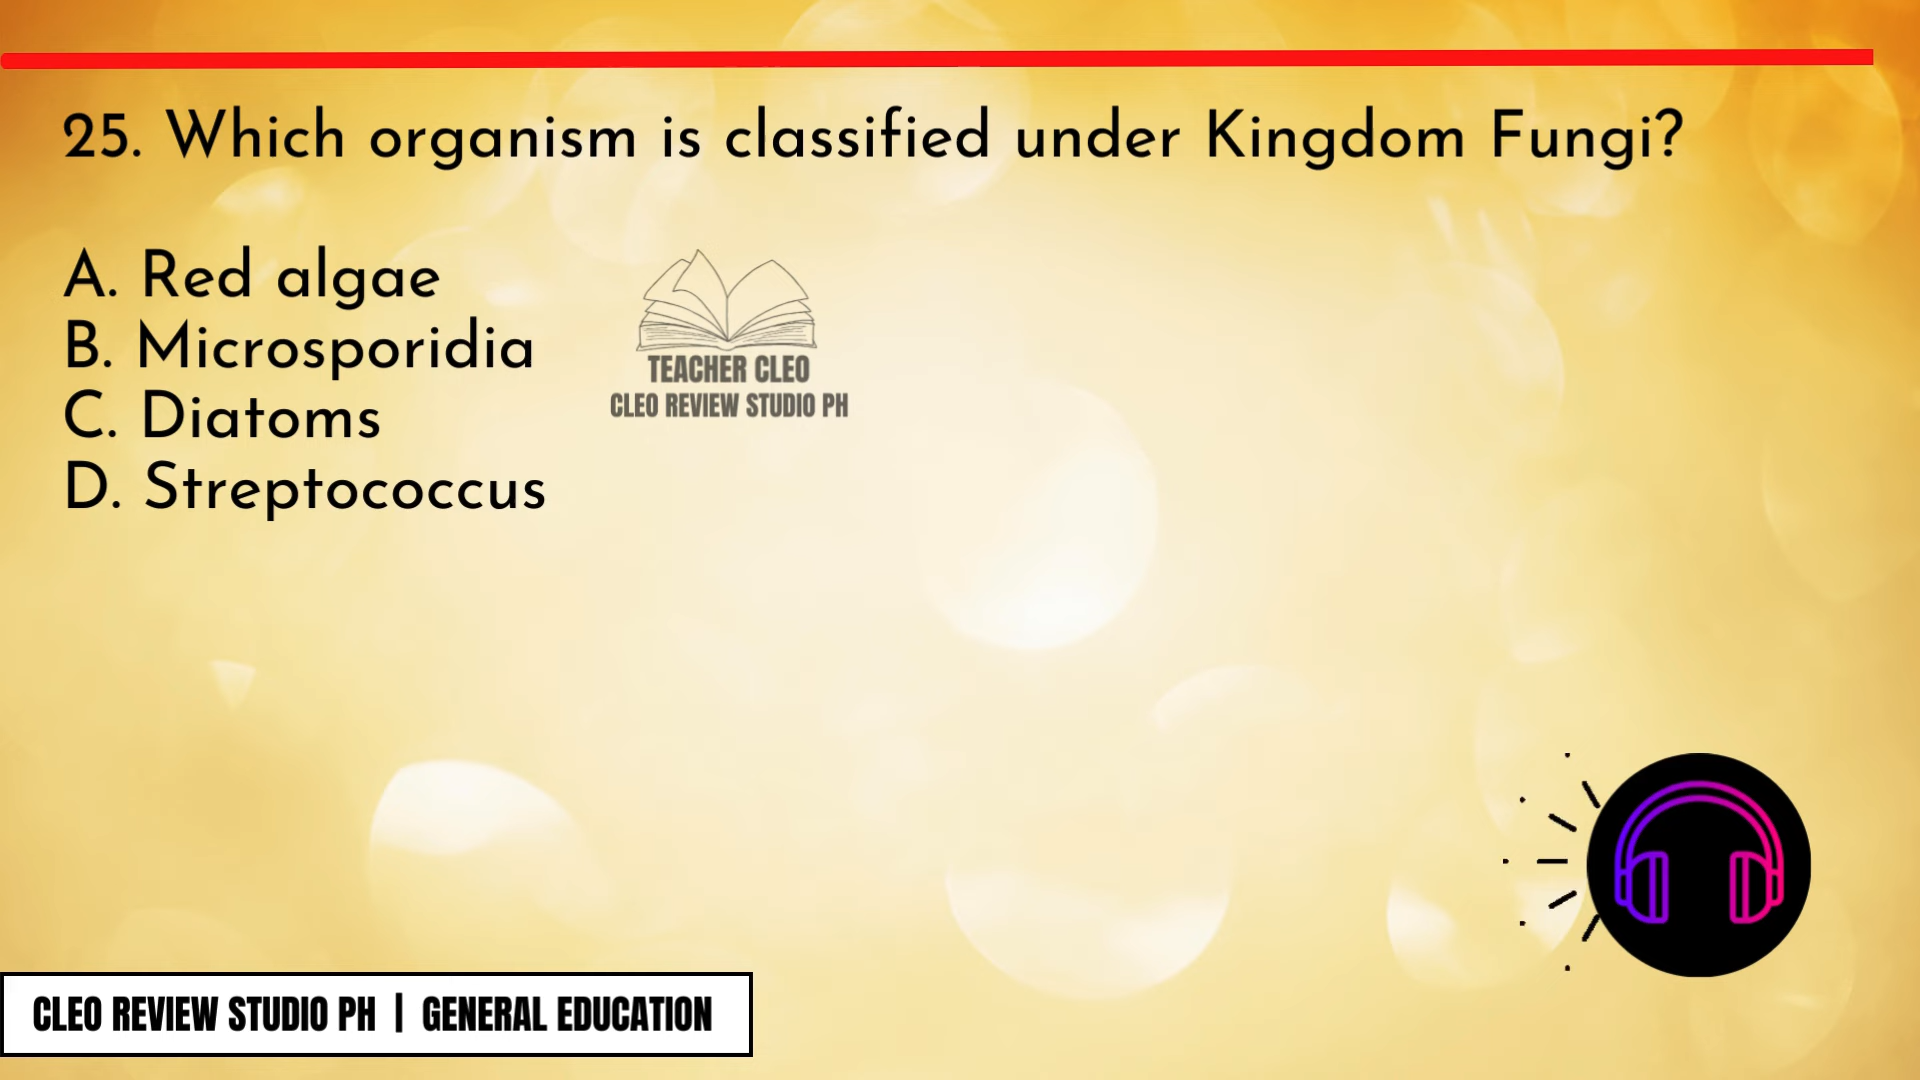 25. Which organism is classified under Kingdom Fungi?
A. Red algae
B. Microsporidia
C. Diatoms
D. Streptococcus
TEACHER CLEO
CLEO REVIEW STUDIO PH
CLEO REVIEW STUDIO PH | GENERAL EDUCATION